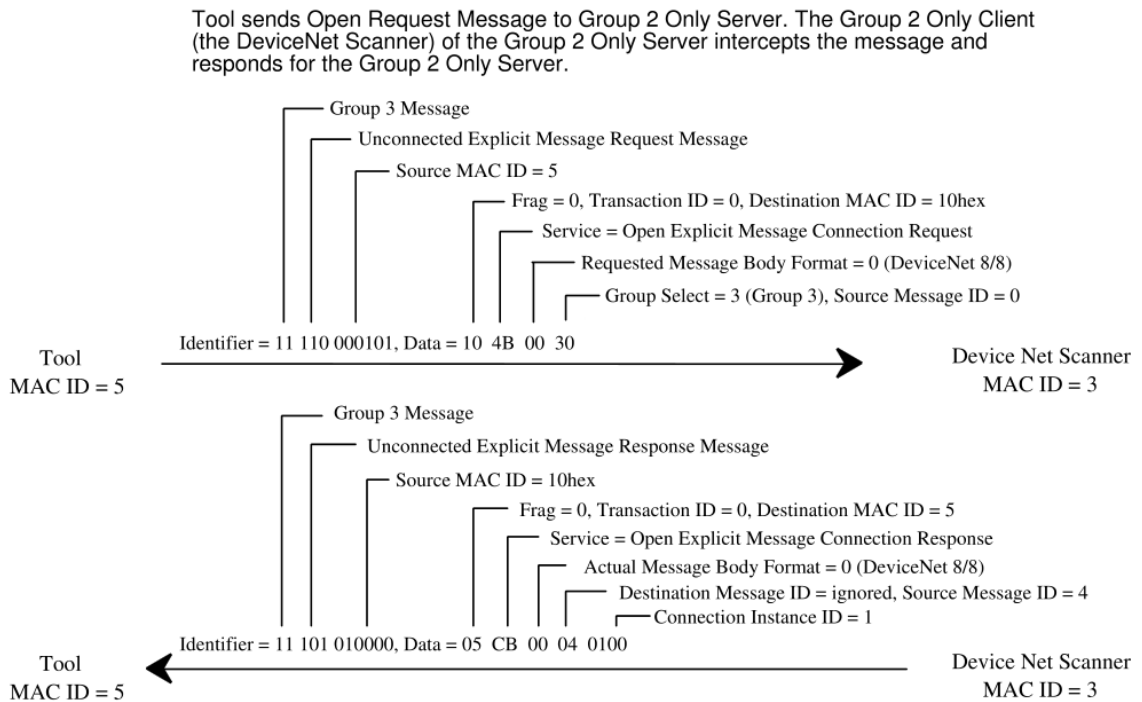 Tool sends Open Request Message to Group 2 Only Server. The Group 2 Only Client
(the DeviceNet Scanner) of the Group 2 Only Server intercepts the message and
responds for the Group 2 Only Server.
Group 3 Message
Unconnected Explicit Message Request Message
Source MAC ID = 5
Frag = 0, Transaction ID = 0, Destination MAC ID = 10hex
Service = Open Explicit Message Connection Request
Requested Message Body Format = 0 (DeviceNet 8/8)
Group Select = 3 (Group 3), Source Message ID = 0
Identifier = 11 110 000101, Data = 10 4B 00 30
Tool
MAC ID = 5
Device Net Scanner
MAC ID = 3
Group 3 Message
Unconnected Explicit Message Response Message
Source MAC ID = 10hex
Frag = 0, Transaction ID = 0, Destination MAC ID = 5
Service = Open Explicit Message Connection Response
Actual Message Body Format = 0 (DeviceNet 8/8)
Destination Message ID = ignored, Source Message ID = 4
Connection Instance ID = 1
Identifier = 11 101 010000, Data = 05 CB 00 04 0100
Tool
MAC ID = 5
Device Net Scanner
MAC ID = 3